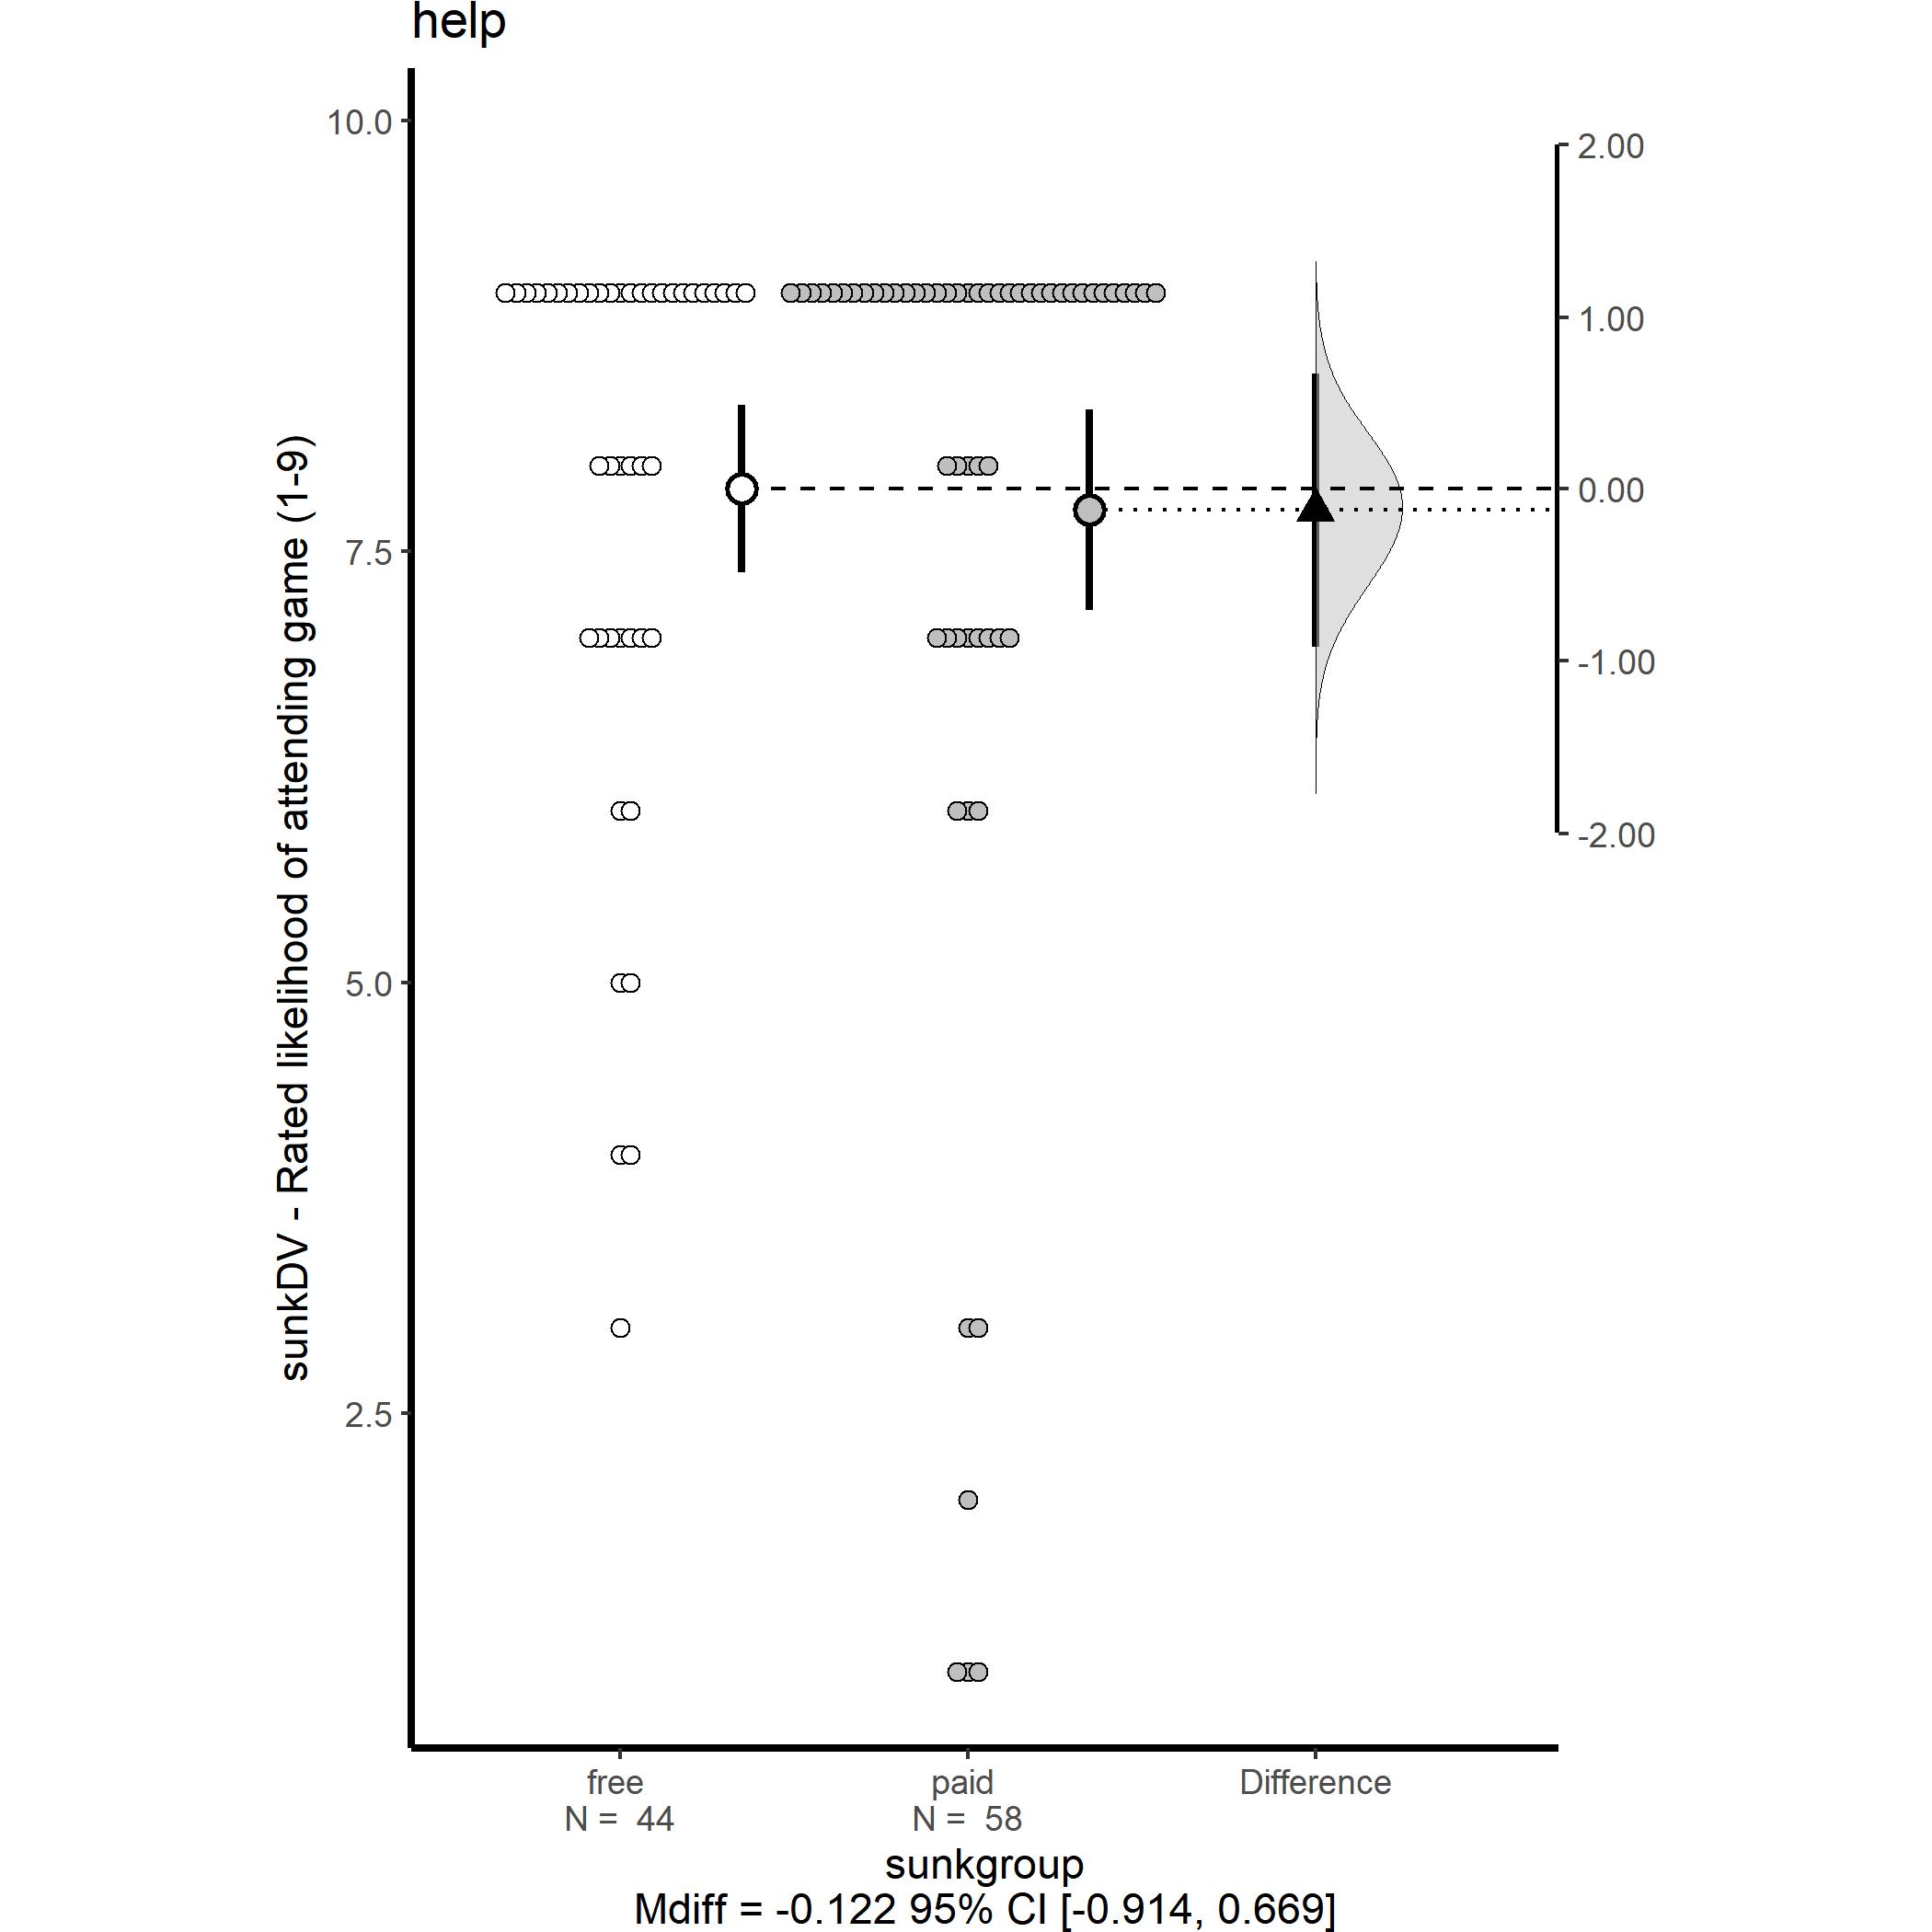 help
sunkDV - Rated likelihood of attending game (1-9)
10.0
7.5
5.0
2.5
2.00
1.00
0.00
-1.00
-2.00
free
N =  44
paid
N =  58
Difference
sunkgroup
Mdiff = -0.122 95% CI [-0.914, 0.669]